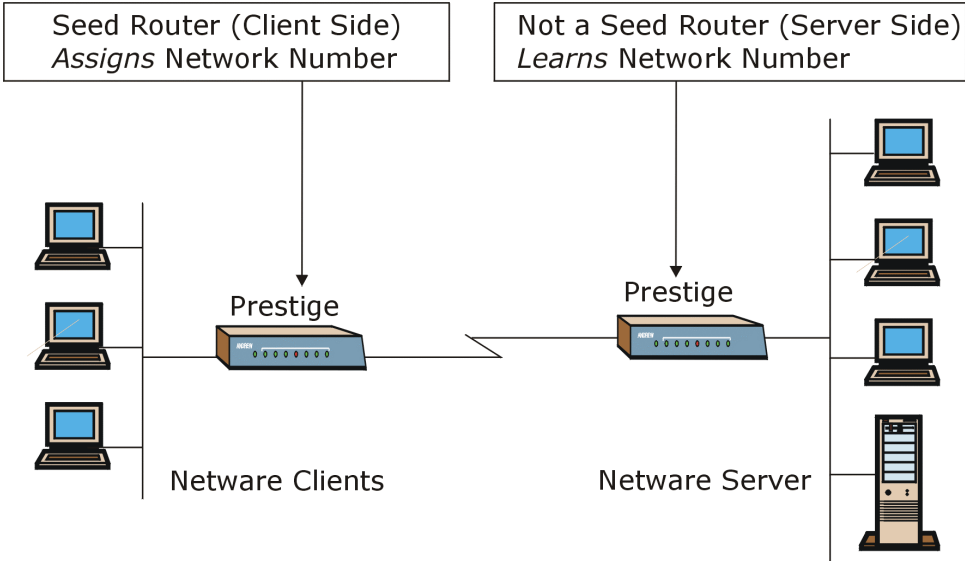 Seed Router (Client Side)
Assigns Network Number
Not a Seed Router (Server Side)
Learns Network Number
Prestige
Prestige
Netware Clients
Netware Server